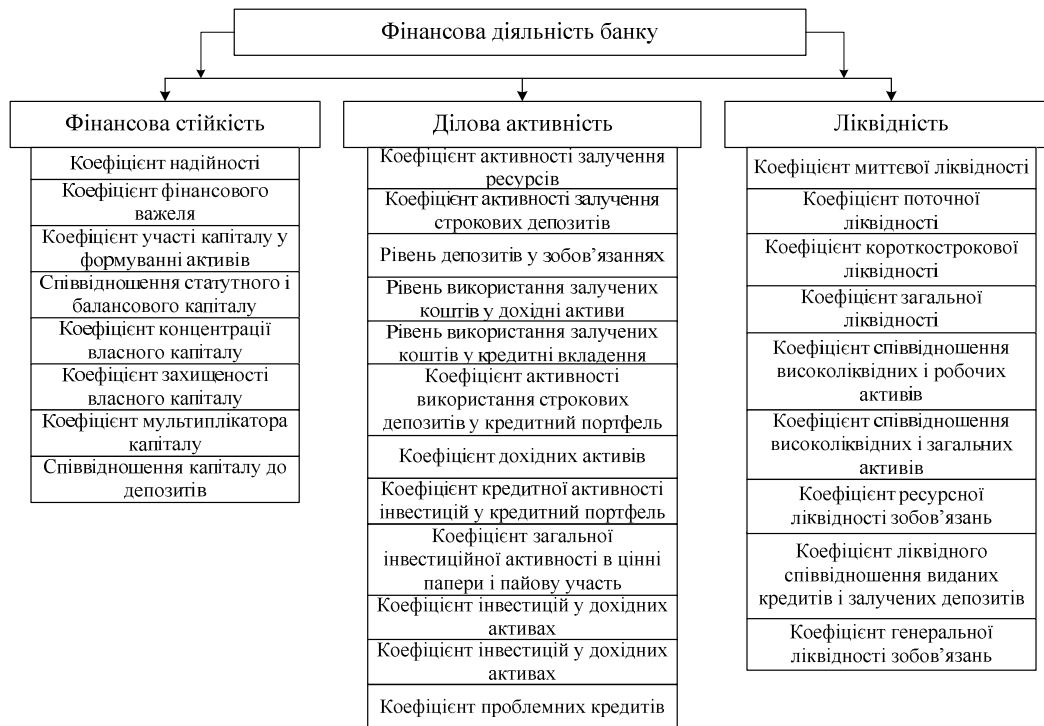 Фінансова діяльність банку
Фінансова стійкість
Коефіцієнт надійності
Коефіцієнт фінансового
важеля
Коефіцієнт участі капіталу у
формуванні активів
Співвідношення статутного і
балансового капіталу
Коефіцієнт концентрації
власного капіталу
Коефіцієнт захищеності
власного капіталу
Коефіцієнт мультиплікатора
капіталу
Співвідношення капіталу до
депозитів
Ділова активність
Коефіцієнт активності залучення
ресурсів
Коефіцієнт активності залучення
строкових депозитів
Рівень депозитів у зобов’язаннях
Рівень використання залучених
коштів у дохідні активи
Рівень використання залучених
коштів у кредитні вкладення
Коефіцієнт активності
використання строкових
депозитів у кредитний портфель
Коефіцієнт дохідних активів
Коефіцієнт кредитної активності
інвестицій у кредитний портфель
Коефіцієнт загальної
інвестиційної активності в цінні
папери і пайову участь
Коефіцієнт інвестицій у дохідних
активах
Коефіцієнт інвестицій у дохідних
активах
Коефіцієнт проблемних кредитів
Ліквідність
Коефіцієнт миттєвої ліквідності
Коефіцієнт поточної
ліквідності
Коефіцієнт короткострокової
ліквідності
Коефіцієнт загальної
ліквідності
Коефіцієнт співвідношення
високоліквідних і робочих
активів
Коефіцієнт співвідношення
високоліквідних і загальних
активів
Коефіцієнт ресурсної
ліквідності зобов’язань
Коефіцієнт ліквідного
співвідношення виданих
кредитів і залучених депозитів
Коефіцієнт генеральної
ліквідності зобов’язань